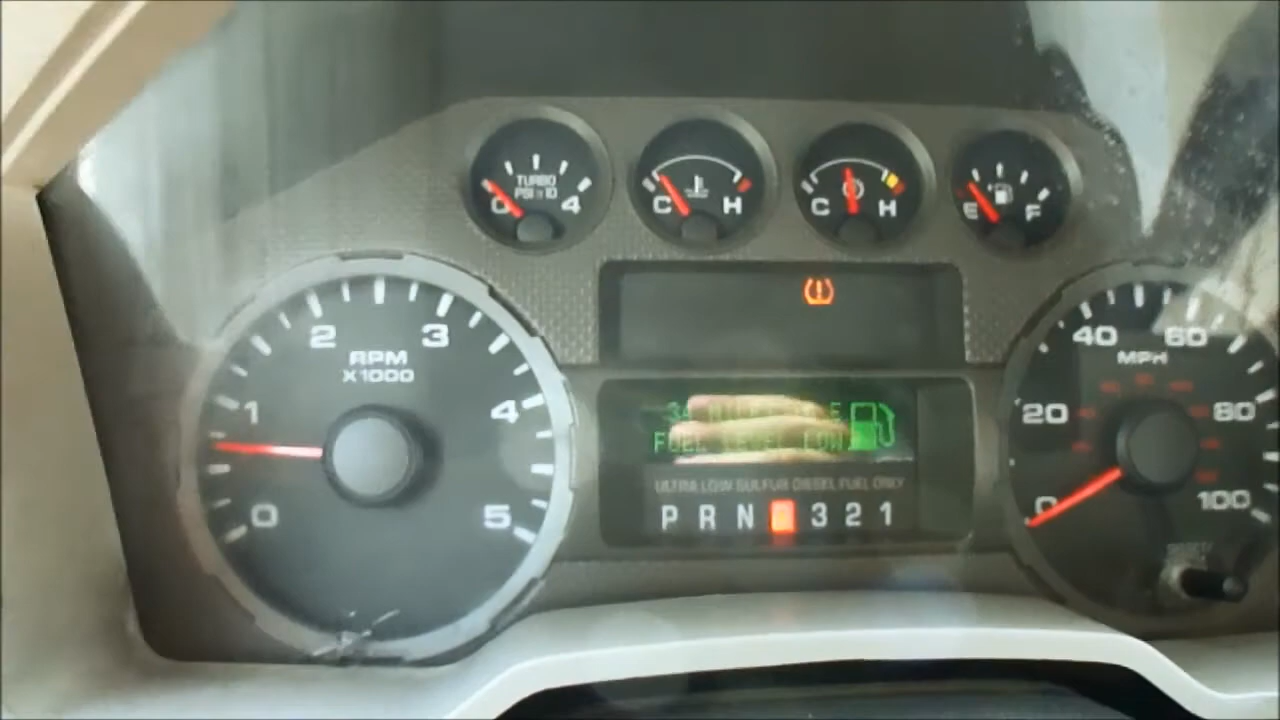 TURBO
PSI x 10
0 4
C H
C H
E F
0 1 2 3 4 5
RPM
X1000
FUEL LEVEL LOW
ULTRA LOW SULFUR DIESEL FUEL ONLY
P R N 3 2 1
0 20 40 60 80 100
MPH